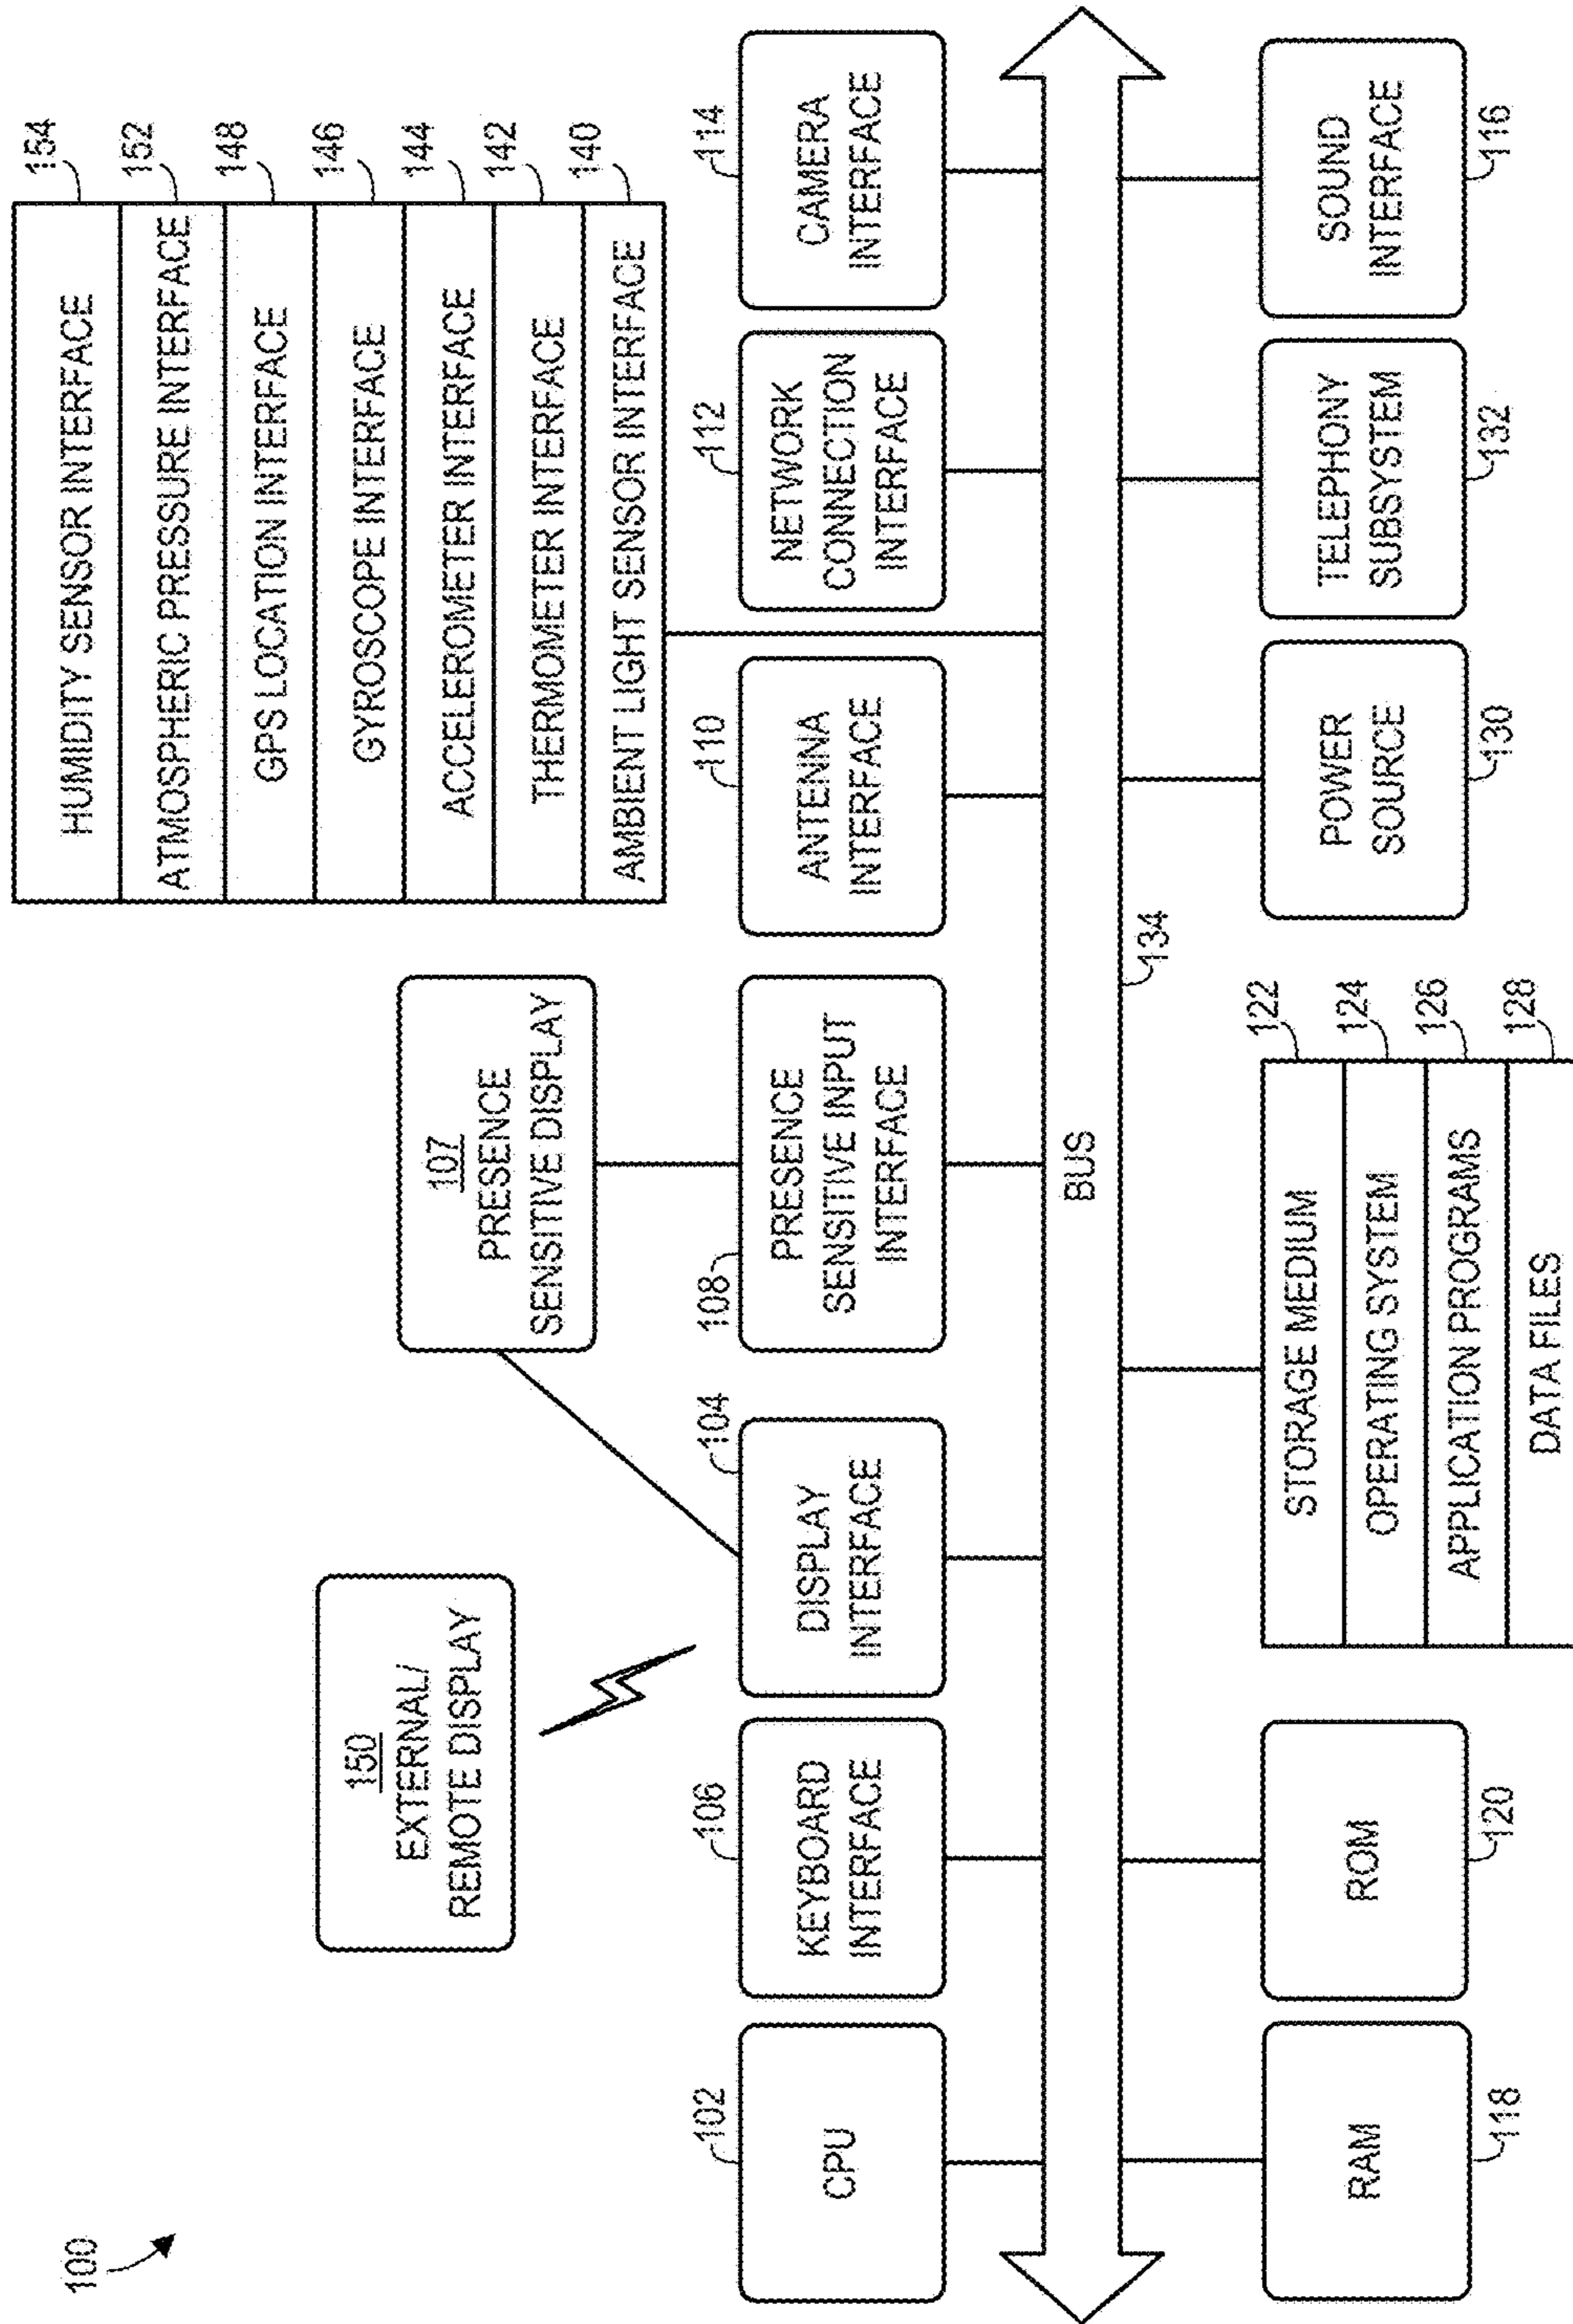 100
150
EXTERNAL/
REMOTE DISPLAY
107
PRESENCE
SENSITIVE DISPLAY
HUMIDITY SENSOR INTERFACE
154
ATMOSPHERIC PRESSURE INTERFACE
152
GPS LOCATION INTERFACE
148
GYROSCOPE INTERFACE
146
ACCELEROMETER INTERFACE
144
THERMOMETER INTERFACE
142
AMBIENT LIGHT SENSOR INTERFACE
140
102
CPU
106
KEYBOARD
INTERFACE
104
DISPLAY
INTERFACE
108
PRESENCE
SENSITIVE INPUT
INTERFACE
110
ANTENNA
INTERFACE
112
NETWORK
CONNECTION
INTERFACE
114
CAMERA
INTERFACE
BUS
134
RAM
118
ROM
120
STORAGE MEDIUM
122
OPERATING SYSTEM
124
APPLICATION PROGRAMS
126
DATA FILES
128
POWER
SOURCE
130
TELEPHONY
SUBSYSTEM
132
SOUND
INTERFACE
116